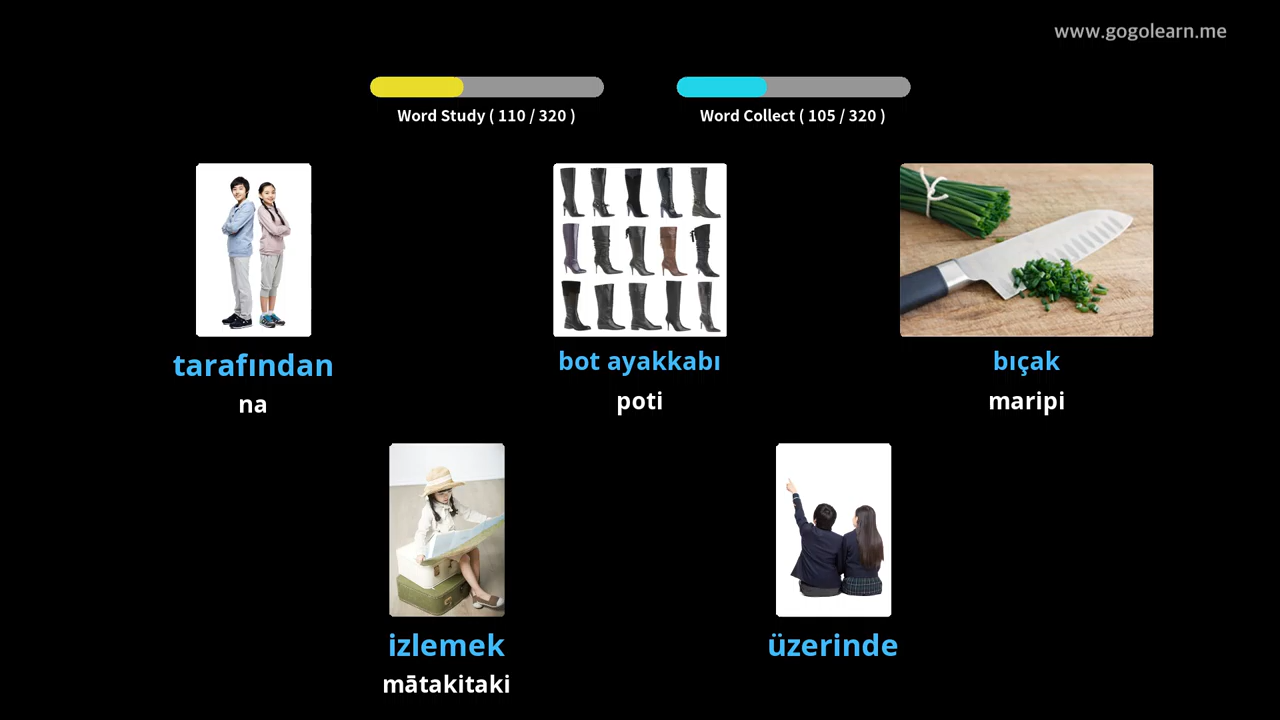 www.gogolearn.me
Word Study ( 110 / 320 )
Word Collect ( 105 / 320 )
tarafından
na
bot ayakkabı
poti
bıçak
maripi
izlemek
mātakitaki
üzerinde